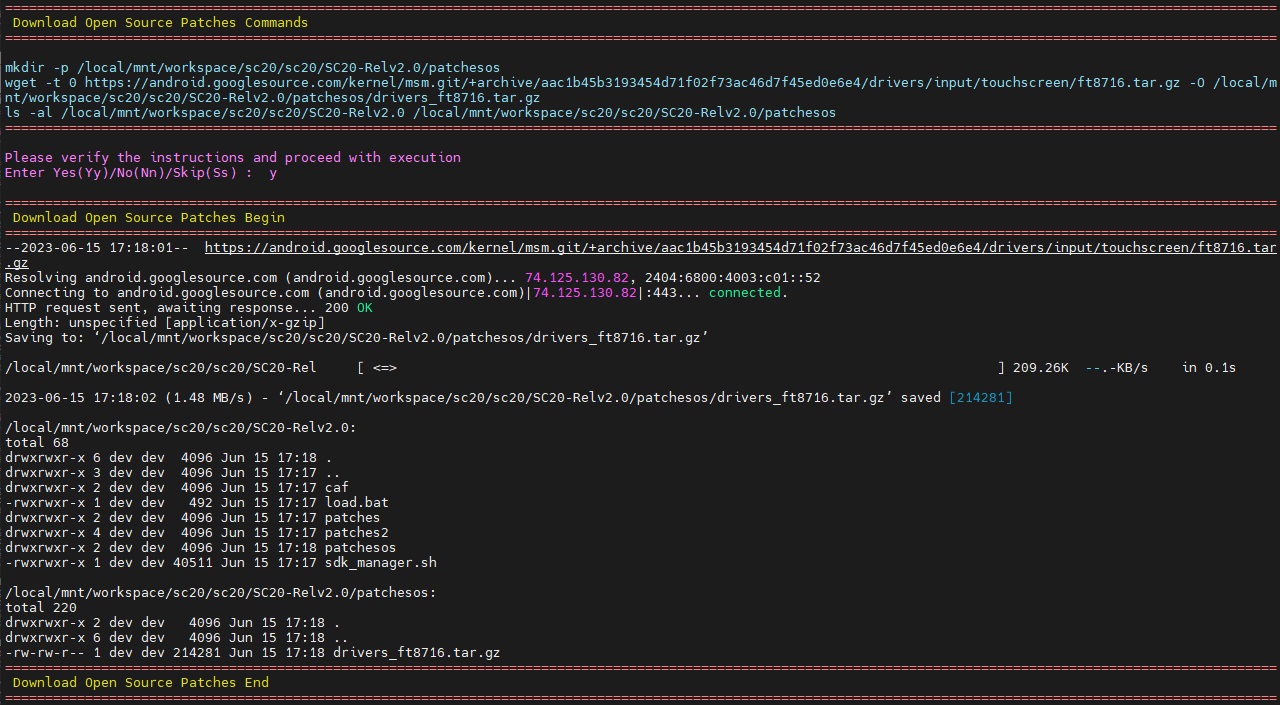 ================================================================================
Download Open Source Patches Commands
================================================================================
mkdir -p /local/mnt/workspace/sc20/sc20/SC20-Relv2.0/patchesos
wget -t 0 https://android.googlesource.com/kernel/msm.git/+archive/aac1b45b3193454d71f02f73ac46d7f45ed0e6e4/drivers/input/touchscreen/ft8716.tar.gz -O /local/m
nt/workspace/sc20/sc20/SC20-Relv2.0/patchesos/drivers_ft8716.tar.gz
ls -al /local/mnt/workspace/sc20/sc20/SC20-Relv2.0 /local/mnt/workspace/sc20/sc20/SC20-Relv2.0/patchesos
================================================================================
Please verify the instructions and proceed with execution
Enter Yes(Yy)/No(Nn)/Skip(Ss) :  y
================================================================================
Download Open Source Patches Begin
================================================================================
--2023-06-15 17:18:01--  https://android.googlesource.com/kernel/msm.git/+archive/aac1b45b3193454d71f02f73ac46d7f45ed0e6e4/drivers/input/touchscreen/ft8716.tar
.gz
Resolving android.googlesource.com (android.googlesource.com)... 74.125.130.82, 2404:6800:4003:c01::52
Connecting to android.googlesource.com (android.googlesource.com)|74.125.130.82|:443... connected.
HTTP request sent, awaiting response... 200 OK
Length: unspecified [application/x-gzip]
Saving to: ‘/local/mnt/workspace/sc20/sc20/SC20-Relv2.0/patchesos/drivers_ft8716.tar.gz’
/local/mnt/workspace/sc20/sc20/SC20-Rel     [ <=>                                                                           ] 209.26K  --.-KB/s    in 0.1s
2023-06-15 17:18:02 (1.48 MB/s) - ‘/local/mnt/workspace/sc20/sc20/SC20-Relv2.0/patchesos/drivers_ft8716.tar.gz’ saved [214281]
/local/mnt/workspace/sc20/sc20/SC20-Relv2.0:
total 68
drwxrwxr-x 6 dev dev  4096 Jun 15 17:18 .
drwxrwxr-x 3 dev dev  4096 Jun 15 17:17 ..
drwxrwxr-x 2 dev dev  4096 Jun 15 17:17 caf
-rwxrwxr-x 1 dev dev   492 Jun 15 17:17 load.bat
drwxrwxr-x 2 dev dev  4096 Jun 15 17:17 patches
drwxrwxr-x 4 dev dev  4096 Jun 15 17:17 patches2
drwxrwxr-x 2 dev dev  4096 Jun 15 17:18 patchesos
-rwxrwxr-x 1 dev dev 40511 Jun 15 17:17 sdk_manager.sh
/local/mnt/workspace/sc20/sc20/SC20-Relv2.0/patchesos:
total 220
drwxrwxr-x 2 dev dev   4096 Jun 15 17:18 .
drwxrwxr-x 6 dev dev   4096 Jun 15 17:18 ..
-rw-rw-r-- 1 dev dev 214281 Jun 15 17:18 drivers_ft8716.tar.gz
================================================================================
Download Open Source Patches End
================================================================================